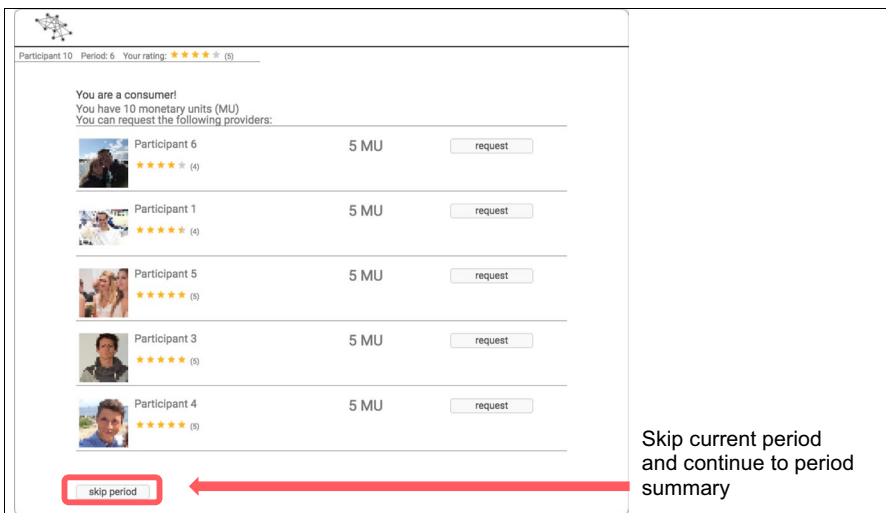 Participant 10 Period: 6 Your rating: ★★★★★ (5)
You are a consumer!
You have 10 monetary units (MU)
You can request the following providers:
Participant 6 5 MU request
★★★★★ (4)
Participant 1 5 MU request
★★★★★ (4)
Participant 5 5 MU request
★★★★★ (5)
Participant 3 5 MU request
★★★★★ (5)
Participant 4 5 MU request
★★★★★ (5)
skip period
Skip current period
and continue to period
summary